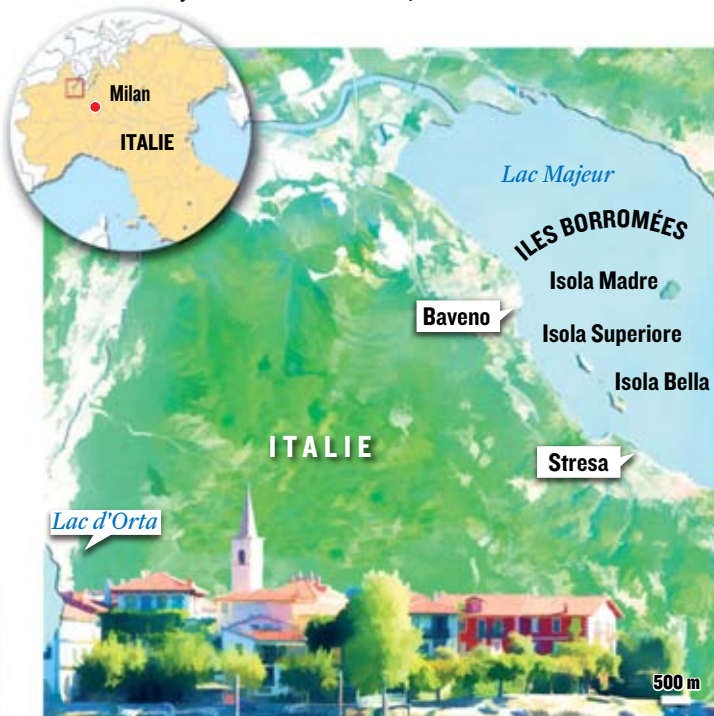 Milan
ITALIE
Lac Majeur
ILES BORROMÉES
Isola Madre
Baveno
Isola Superiore
Isola Bella
ITALIE
Stresa
Lac d'Orta
500 m